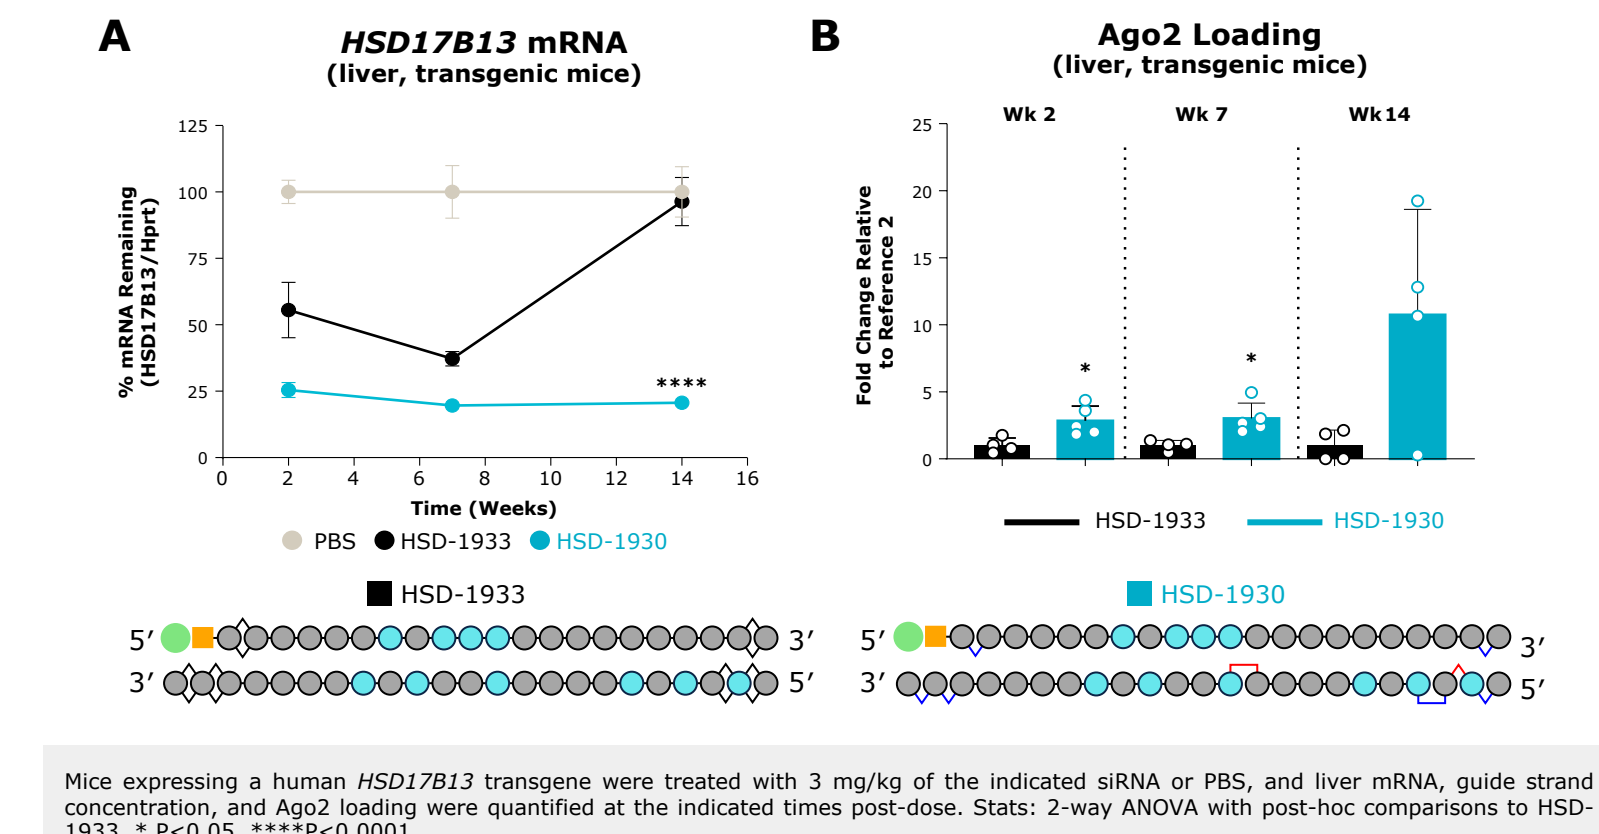 A
HSD17B13 mRNA
(liver, transgenic mice)
% mRNA Remaining
(HSD17B13/Hprt)
125
100
75
50
25
0
****
0 2 4 6 8 10 12 14 16
Time (Weeks)
PBS HSD-1933 HSD-1930
B
Ago2 Loading
(liver, transgenic mice)
Wk 2 Wk 7 Wk 14
Fold Change Relative
to Reference 2
25
20
15
10
5
0
* *
HSD-1933 HSD-1930
HSD-1933
5′ 3′
3′ 5′
HSD-1930
5′ 3′
3′ 5′
Mice expressing a human HSD17B13 transgene were treated with 3 mg/kg of the indicated siRNA or PBS, and liver mRNA, guide strand
concentration, and Ago2 loading were quantified at the indicated times post-dose. Stats: 2-way ANOVA with post-hoc comparisons to HSD-
1933. * P<0.05, ****P<0.0001